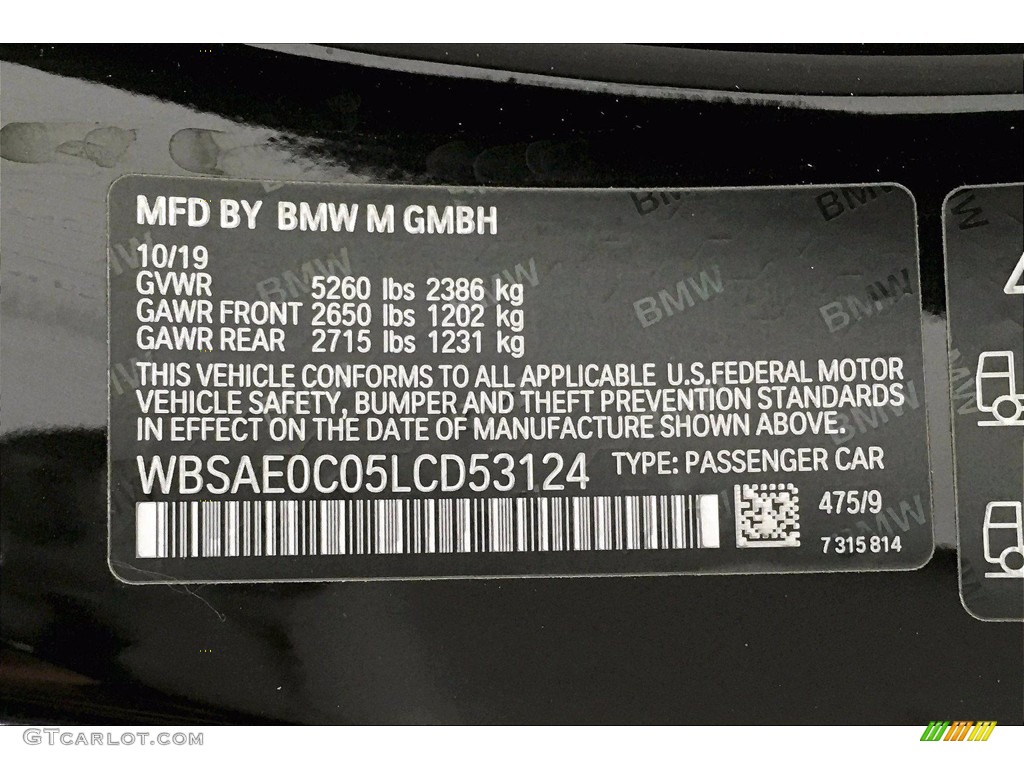 MFD BY BMW M GMBH
10/19
GVWR 5260 lbs 2386 kg
GAWR FRONT 2650 lbs 1202 kg
GAWR REAR 2715 lbs 1231 kg
THIS VEHICLE CONFORMS TO ALL APPLICABLE U.S.FEDERAL MOTOR
VEHICLE SAFETY, BUMPER AND THEFT PREVENTION STANDARDS
IN EFFECT ON THE DATE OF MANUFACTURE SHOWN ABOVE.
WBSAE0C05LCD53124 TYPE: PASSENGER CAR
475/9
7 315 814
GTCARLOT.COM